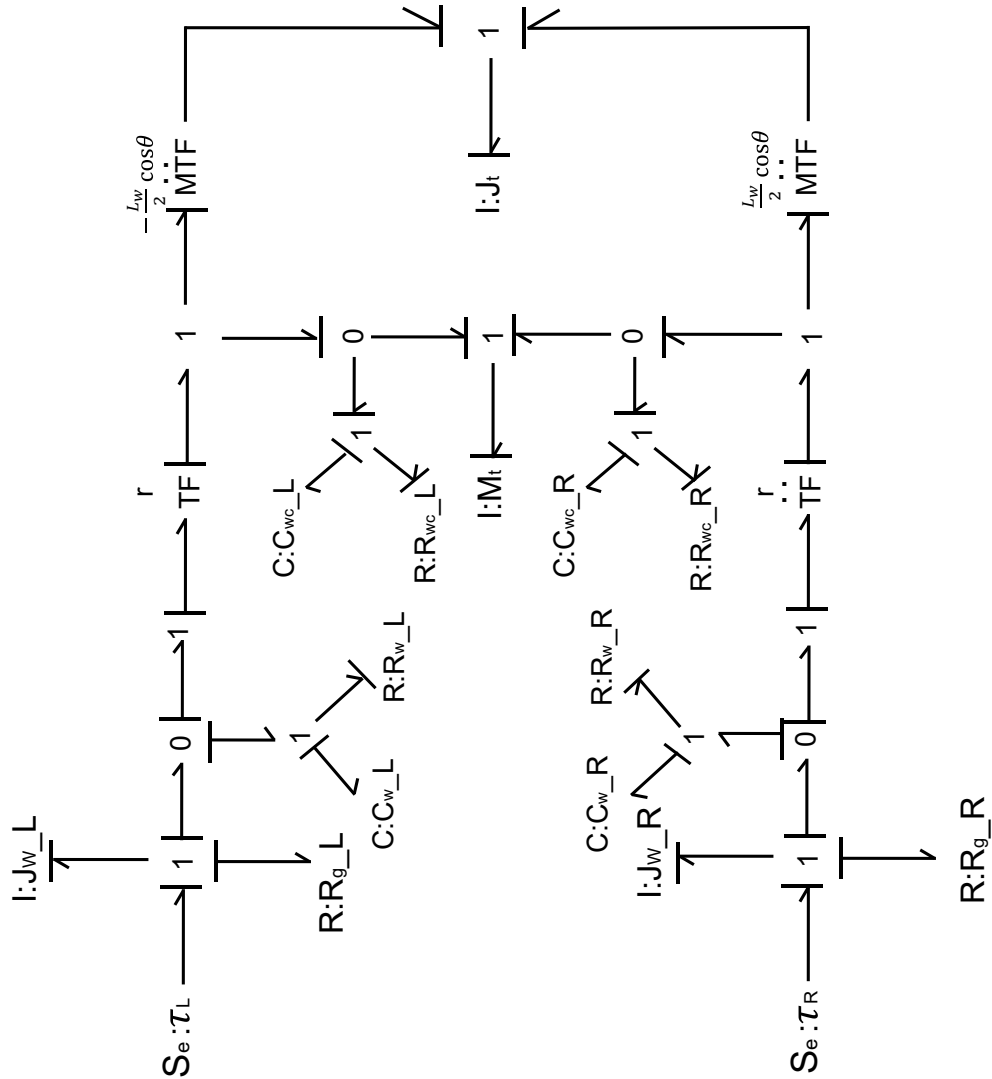 I:Jw_L
r
-Lw/2 cosθ
Se:τL 1 0 1 TF 1 MTF
C:Cwc_L
1
R:Rg_L
0
1
C:Cw_L
R:Rw_L
R:Rwc_L
I:Mt 1 I:Jt 1
C:Cwc_R
C:Cw_R
R:Rw_R
0
1
I:Jw_R
1
R:Rwc_R
r
Lw/2 cosθ
Se:τR 1 0 1 TF 1 MTF
R:Rg_R